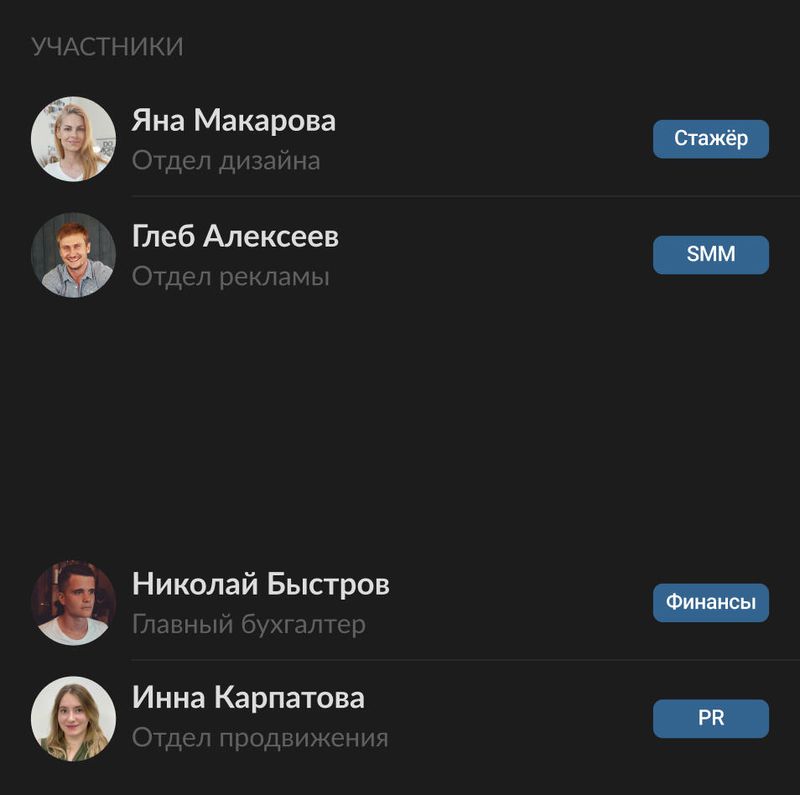 УЧАСТНИКИ
Яна Макарова
Отдел дизайна
Стажёр
Глеб Алексеев
Отдел рекламы
SMM
Николай Быстров
Главный бухгалтер
Финансы
Инна Карпатова
Отдел продвижения
PR